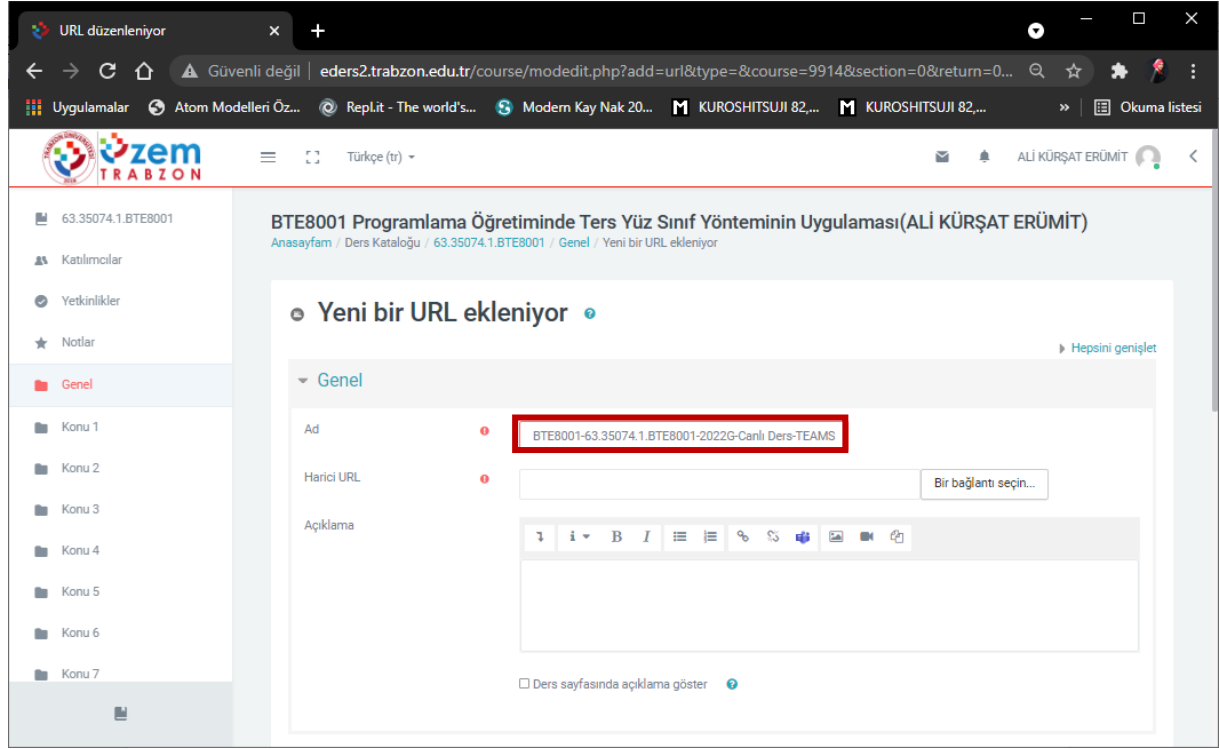 URL düzenleniyor
Güvenli değil | eders2.trabzon.edu.tr/course/modedit.php?add=url&type=&course=9914&section=0&return=0...
Uygulamalar
Atom Modelleri Öz...
Repl.it - The world's...
Modern Kay Nak 20...
KUROSHITSUJI 82,...
KUROSHITSUJI 82,...
»
Okuma listesi
zem
TRABZON
Türkçe (tr)
ALİ KÜRŞAT ERÜMİT
63.35074.1.BTE8001
Katılımcılar
Yetkinlikler
Notlar
Genel
Konu 1
Konu 2
Konu 3
Konu 4
Konu 5
Konu 6
Konu 7
BTE8001 Programlama Öğretiminde Ters Yüz Sınıf Yönteminin Uygulaması(ALİ KÜRŞAT ERÜMİT)
Anasayfam / Ders Kataloğu / 63.35074.1.BTE8001 / Genel / Yeni bir URL ekleniyor
Yeni bir URL ekleniyor
Hepsini genişlet
Genel
Ad
BTE8001-63.35074.1.BTE8001-2022G-Canlı Ders-TEAMS
Harici URL
Bir bağlantı seçin...
Açıklama
i B I
Ders sayfasında açıklama göster